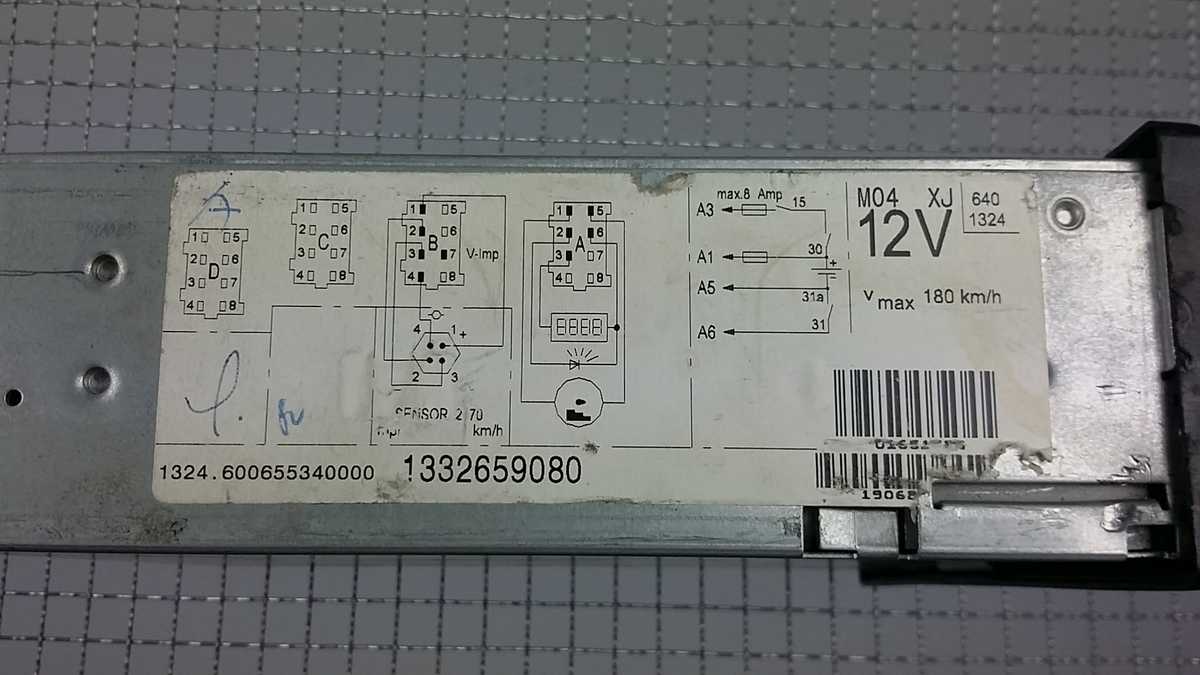 1 5
2 6
3 7
4 8
D
1 5
2 6
3 7
4 8
C
1 5
2 6
3 7
4 8
B
V-Imp
4 1 +
2 3
SENSOR 2 70
km/h
1 5
2 6
3 7
4 8
A
8888
max.8 Amp
A3 15
A1 30
+
A5
31a
A6 31
M04 XJ
12V
640
1324
V max 180 km/h
1324.600655340000 1332659080